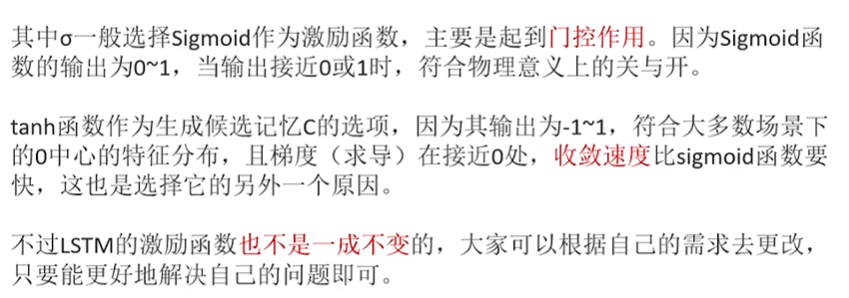 其中σ一般选择Sigmoid作为激励函数，主要是起到门控作用。因为Sigmoid函
数的输出为0~1，当输出接近0或1时，符合物理意义上的关与开。
tanh函数作为生成候选记忆C的选项，因为其输出为-1~1，符合大多数场景下
的0中心的特征分布，且梯度（求导）在接近0处，收敛速度比sigmoid函数要
快，这也是选择它的另外一个原因。
不过LSTM的激励函数也不是一成不变的，大家可以根据自己的需求去更改，
只要能更好地解决自己的问题即可。